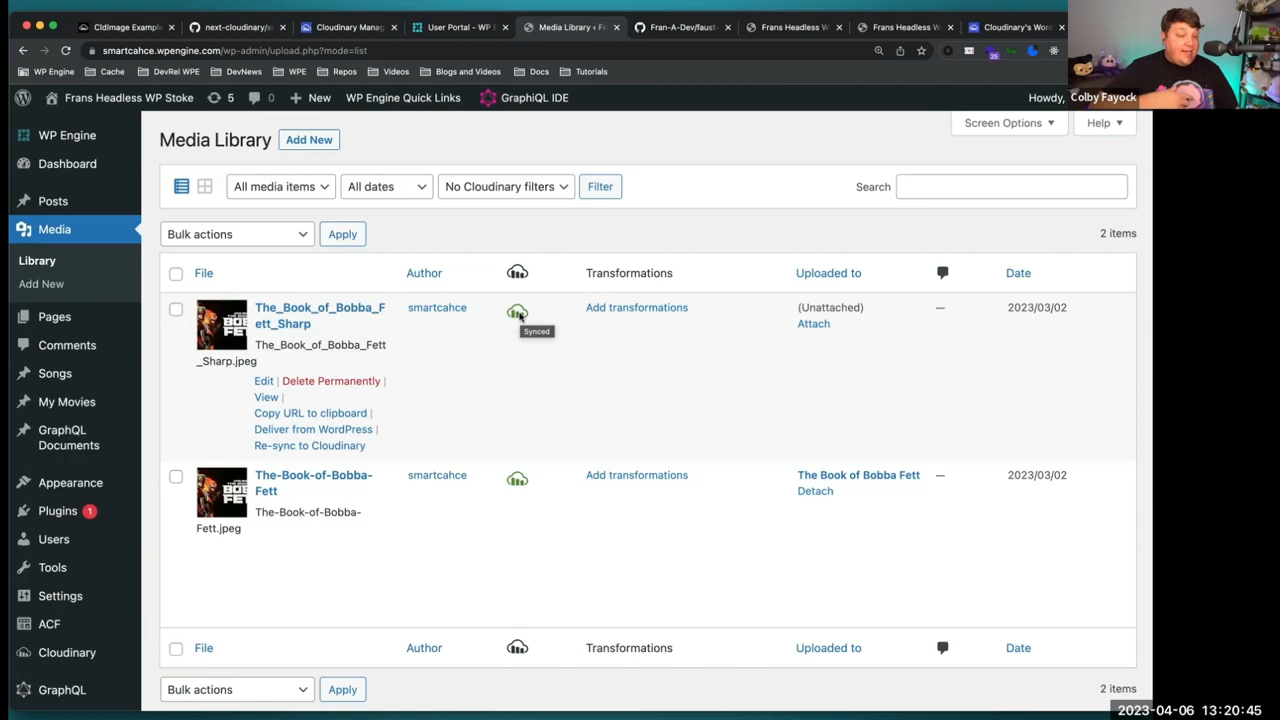 CldImage Example
next-cloudinary/s
Cloudinary Mana
User Portal - WP E
Media Library ‹ F
Fran-A-Dev/faust
Frans Headless W
Frans Headless W
Cloudinary's Word
smartcahce.wpengine.com/wp-admin/upload.php?mode=list
25
WP Engine
Cache
DevRel WPE
DevNews
WPE
Repos
Videos
Blogs and Videos
Docs
Tutorials
Colby Fayock
Frans Headless WP Stoke
5
0
New
WP Engine Quick Links
GraphiQL IDE
Howdy,
WP Engine
Dashboard
Posts
Media
Library
Add New
Pages
Comments
Songs
My Movies
GraphQL
Documents
Appearance
Plugins 1
Users
Tools
Settings
ACF
Cloudinary
GraphQL
Media Library
Add New
Screen Options
Help
All media items
All dates
No Cloudinary filters
Filter
Search
Bulk actions
Apply
2 items
File
Author
Transformations
Uploaded to
Date
The_Book_of_Bobba_F
ett_Sharp
The_Book_of_Bobba_Fett
_Sharp.jpeg
smartcahce
Synced
Add transformations
(Unattached)
Attach
—
2023/03/02
Edit | Delete Permanently |
View |
Copy URL to clipboard |
Deliver from WordPress |
Re-sync to Cloudinary
The-Book-of-Bobba-
Fett
The-Book-of-Bobba-
Fett.jpeg
smartcahce
Add transformations
The Book of Bobba Fett
Detach
—
2023/03/02
File
Author
Transformations
Uploaded to
Date
Bulk actions
Apply
2 items
2023-04-06 13:20:45